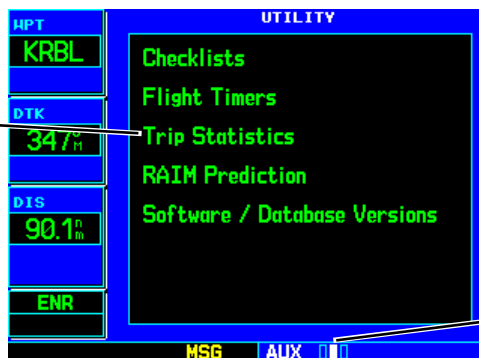 WPT
KRBL
DTK
347°M
DIS
90.1nm
ENR
UTILITY
Checklists
Flight Timers
Trip Statistics
RAIM Prediction
Software / Database Versions
MSG
AUX